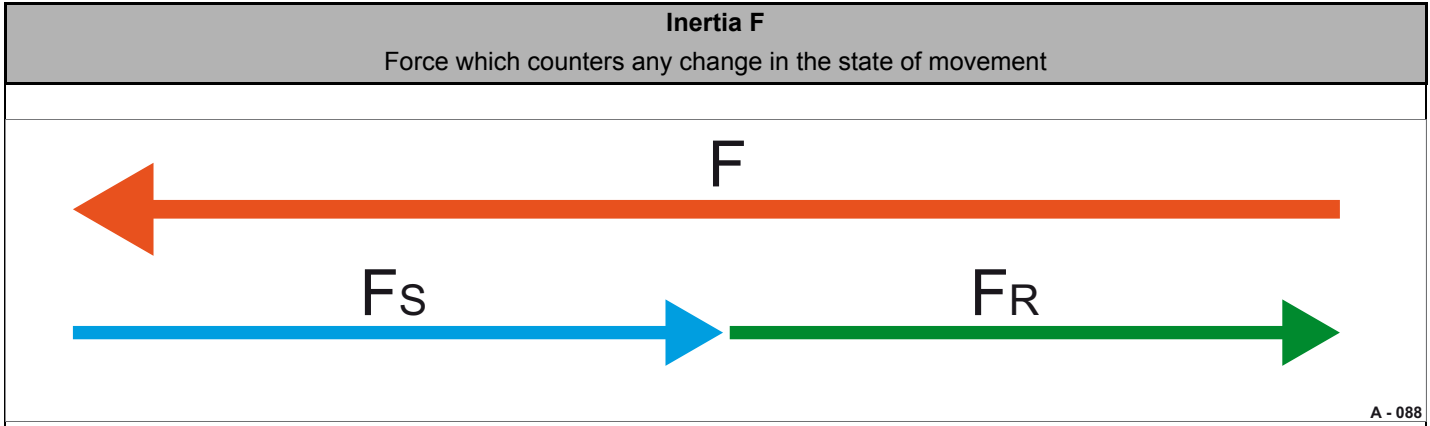 Inertia F
Force which counters any change in the state of movement
F
FS FR
A - 088